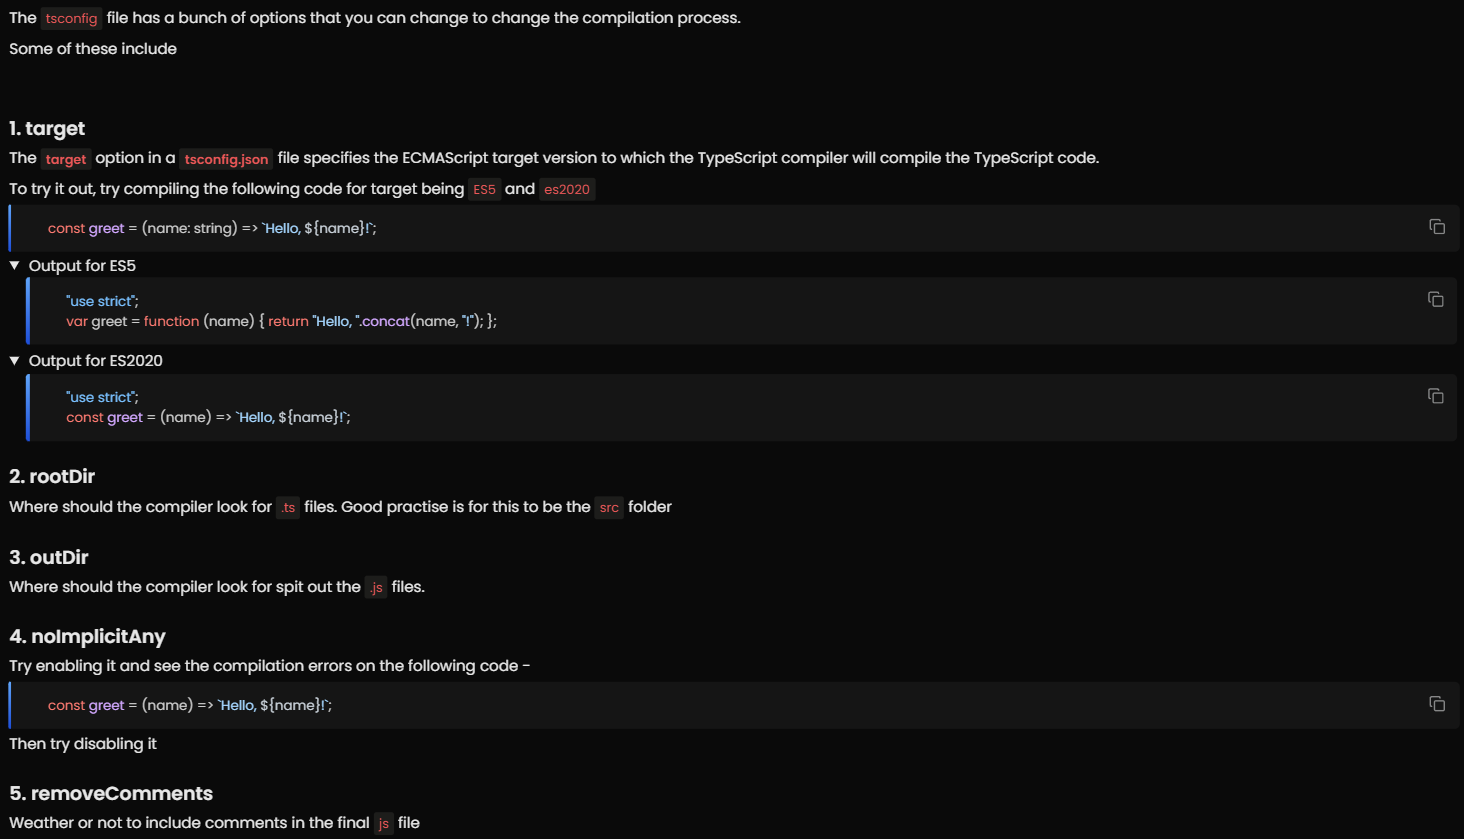 The tsconfig file has a bunch of options that you can change to change the compilation process.
Some of these include
1. target
The target option in a tsconfig.json file specifies the ECMAScript target version to which the TypeScript compiler will compile the TypeScript code.
To try it out, try compiling the following code for target being ES5 and es2020
const greet = (name: string) => `Hello, ${name}!`;
▼ Output for ES5
"use strict";
var greet = function (name) { return "Hello, ".concat(name, "!"); };
▼ Output for ES2020
"use strict";
const greet = (name) => `Hello, ${name}!`;
2. rootDir
Where should the compiler look for .ts files. Good practise is for this to be the src folder
3. outDir
Where should the compiler look for spit out the .js files.
4. noImplicitAny
Try enabling it and see the compilation errors on the following code -
const greet = (name) => `Hello, ${name}!`;
Then try disabling it
5. removeComments
Weather or not to include comments in the final js file